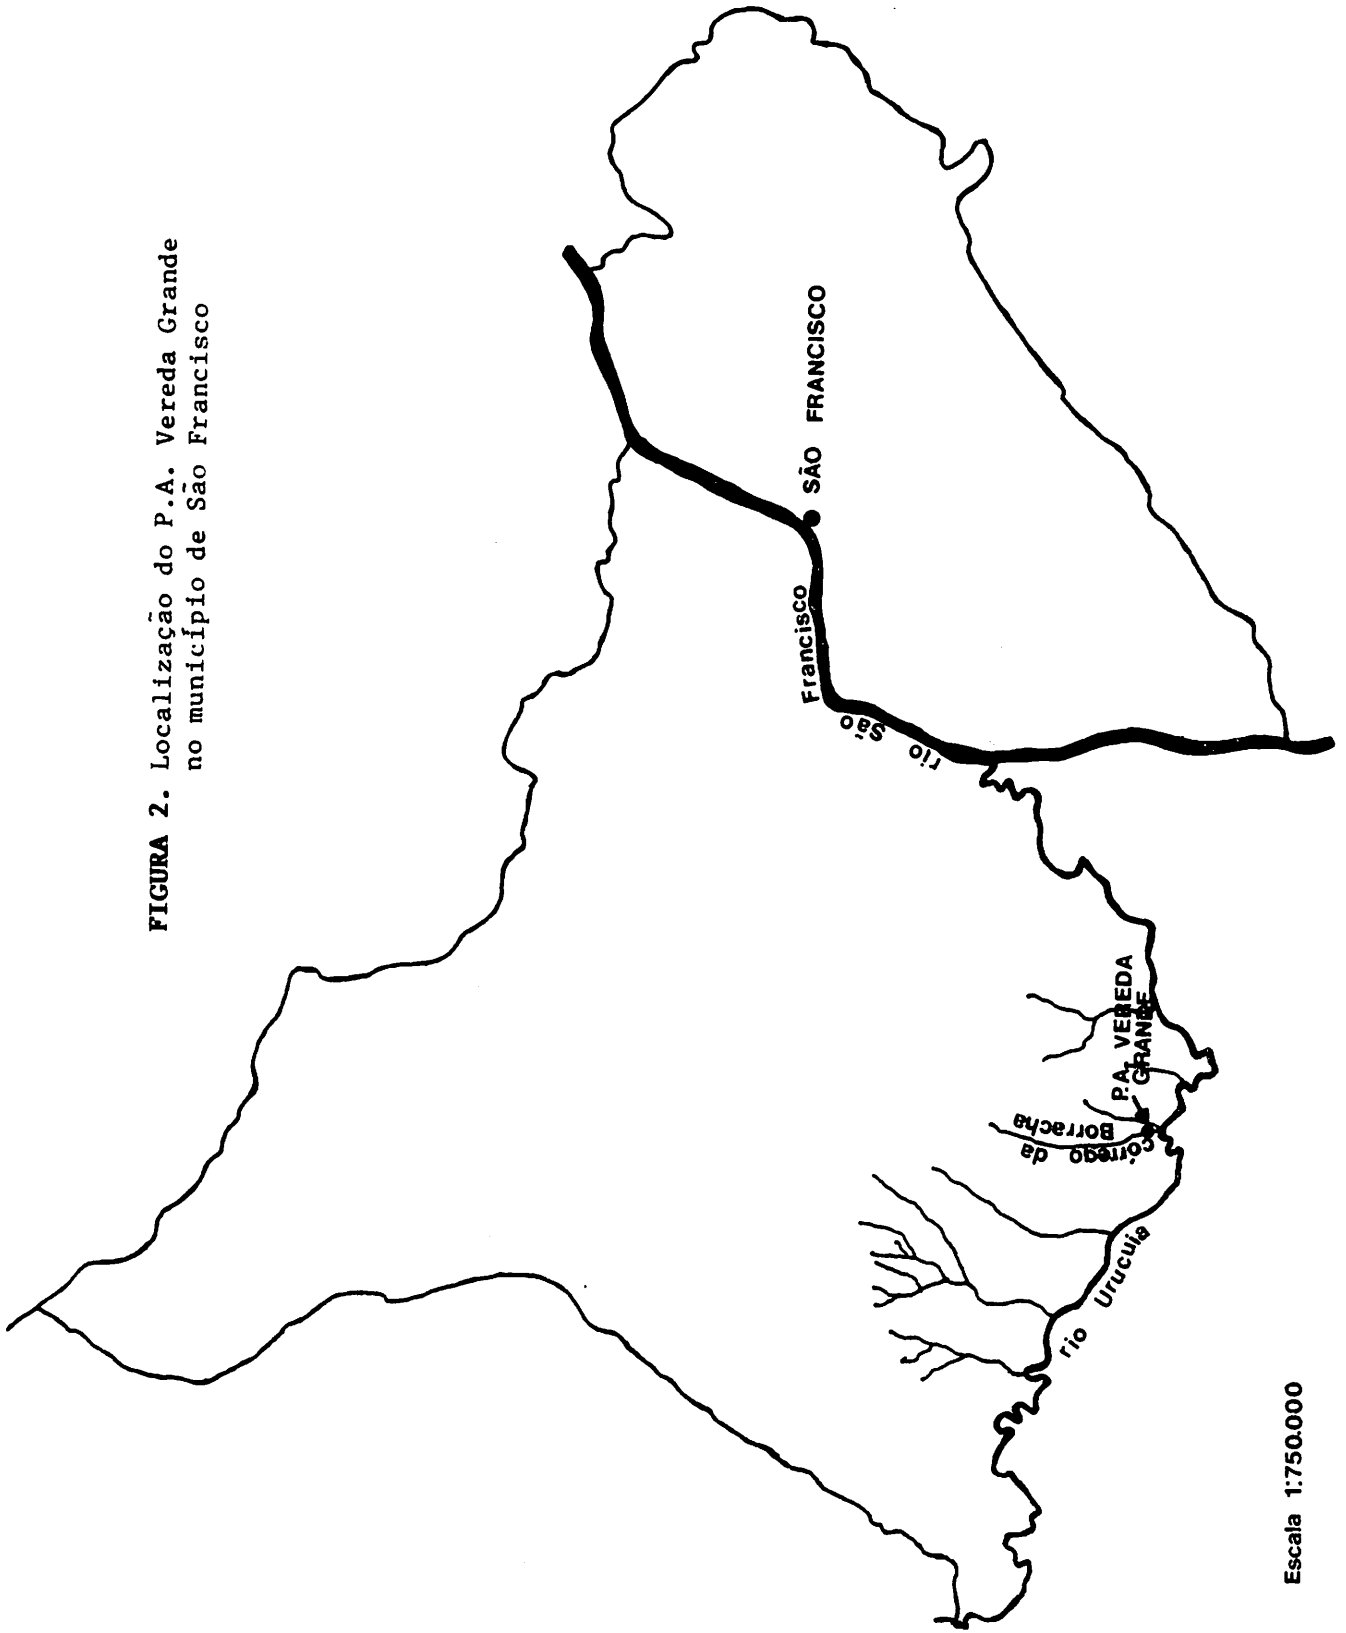 FIGURA 2. Localização do P.A. Vereda Grande
no município de São Francisco
SÃO FRANCISCO
rio São Francisco
P.A. VEREDA
GRANDE
córrego da
Borracha
rio Urucuia
Escala 1:750.000